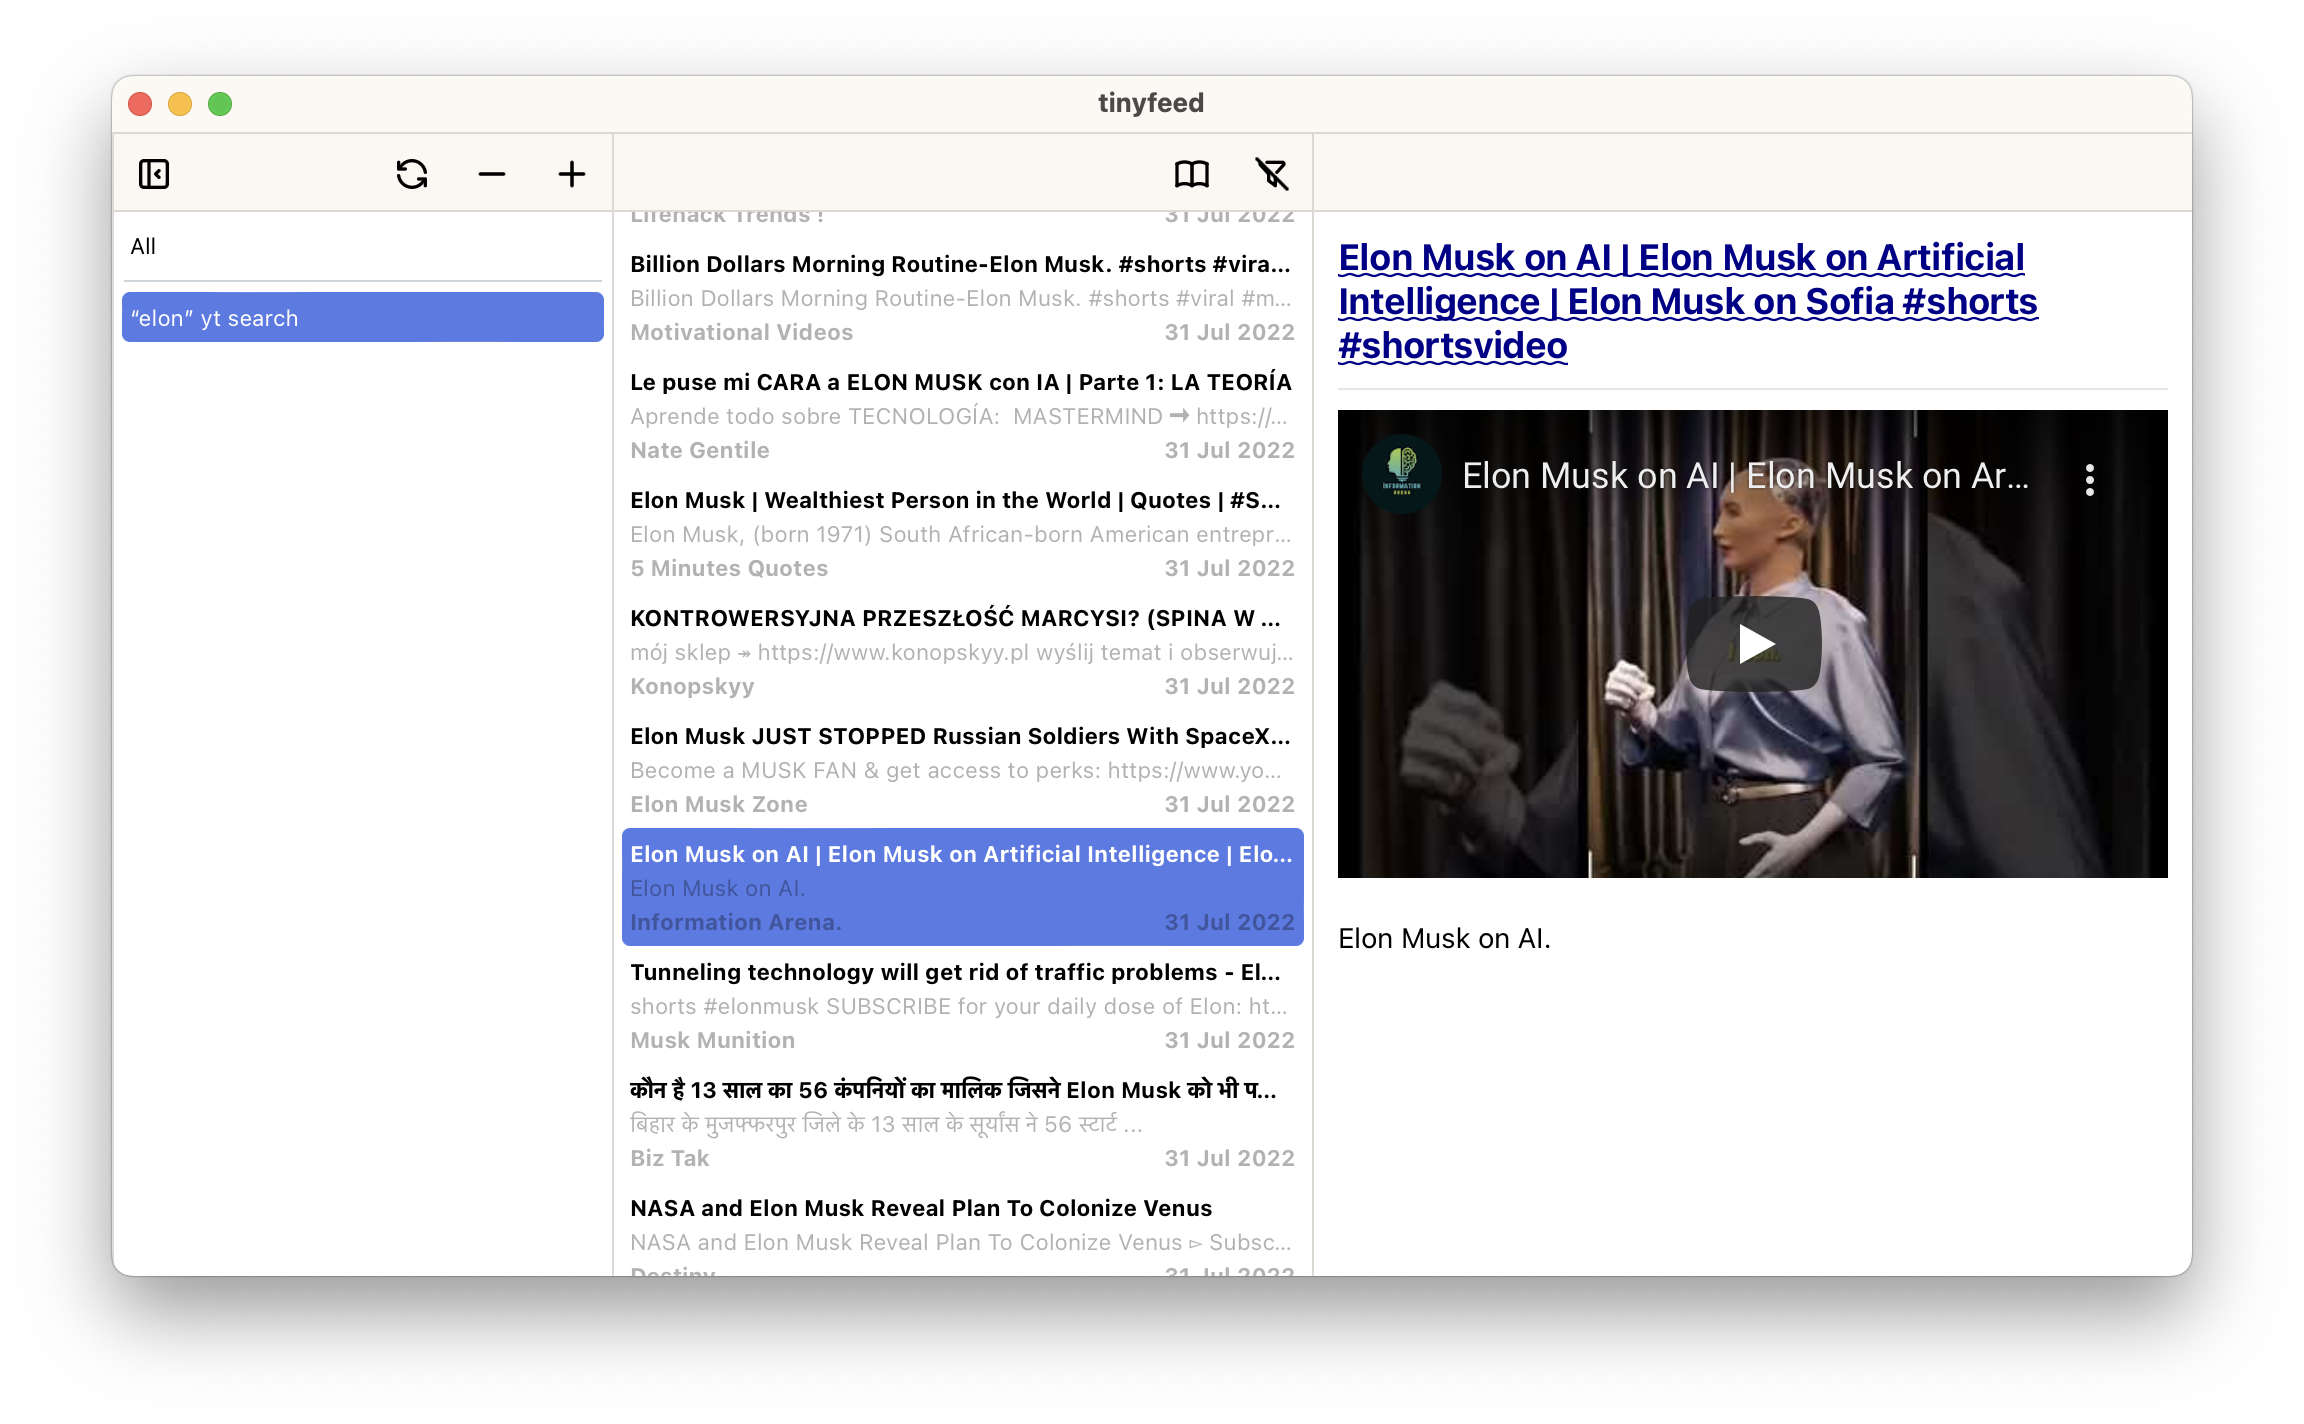 tinyfeed
All
“elon” yt search
Lifehack Trends !
31 Jul 2022
Billion Dollars Morning Routine-Elon Musk. #shorts #vira...
Billion Dollars Morning Routine-Elon Musk. #shorts #viral #m...
Motivational Videos
31 Jul 2022
Le puse mi CARA a ELON MUSK con IA | Parte 1: LA TEORÍA
Aprende todo sobre TECNOLOGÍA:  MASTERMIND ➞ https://...
Nate Gentile
31 Jul 2022
Elon Musk | Wealthiest Person in the World | Quotes | #S...
Elon Musk, (born 1971) South African-born American entrepr...
5 Minutes Quotes
31 Jul 2022
KONTROWERSYJNA PRZESZŁOŚĆ MARCYSI? (SPINA W ...
mój sklep ↠ https://www.konopskyy.pl wyślij temat i obserwuj...
Konopskyy
31 Jul 2022
Elon Musk JUST STOPPED Russian Soldiers With SpaceX...
Become a MUSK FAN & get access to perks: https://www.yo...
Elon Musk Zone
31 Jul 2022
Elon Musk on AI | Elon Musk on Artificial Intelligence | Elo...
Elon Musk on AI.
Information Arena.
31 Jul 2022
Tunneling technology will get rid of traffic problems - El...
shorts #elonmusk SUBSCRIBE for your daily dose of Elon: ht...
Musk Munition
31 Jul 2022
कौन है 13 साल का 56 कंपनियों का मालिक जिसने Elon Musk को भी प...
बिहार के मुजफ्फरपुर जिले के 13 साल के सूर्यांस ने 56 स्टार्ट ...
Biz Tak
31 Jul 2022
NASA and Elon Musk Reveal Plan To Colonize Venus
NASA and Elon Musk Reveal Plan To Colonize Venus ▻ Subsc...
Destiny
31 Jul 2022
Elon Musk on AI | Elon Musk on Artificial
Intelligence | Elon Musk on Sofia #shorts
#shortsvideo
INFORMATION
ARENA
Elon Musk on AI | Elon Musk on Ar...
Elon Musk on AI.